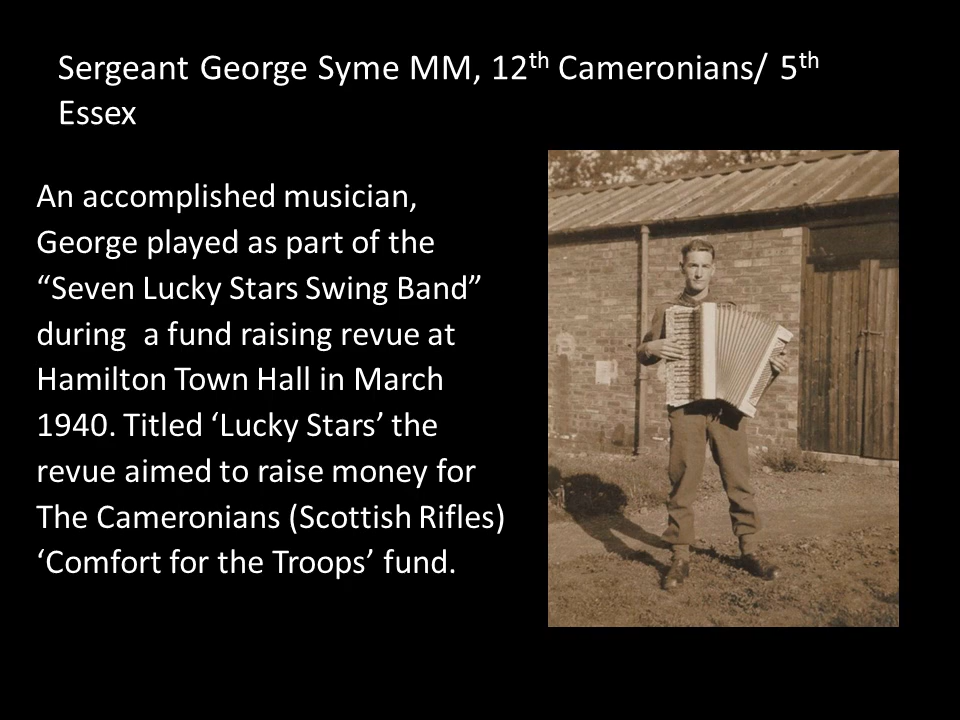 Sergeant George Syme MM, 12th Cameronians/ 5th
Essex
An accomplished musician,
George played as part of the
“Seven Lucky Stars Swing Band”
during  a fund raising revue at
Hamilton Town Hall in March
1940. Titled ‘Lucky Stars’ the
revue aimed to raise money for
The Cameronians (Scottish Rifles)
‘Comfort for the Troops’ fund.